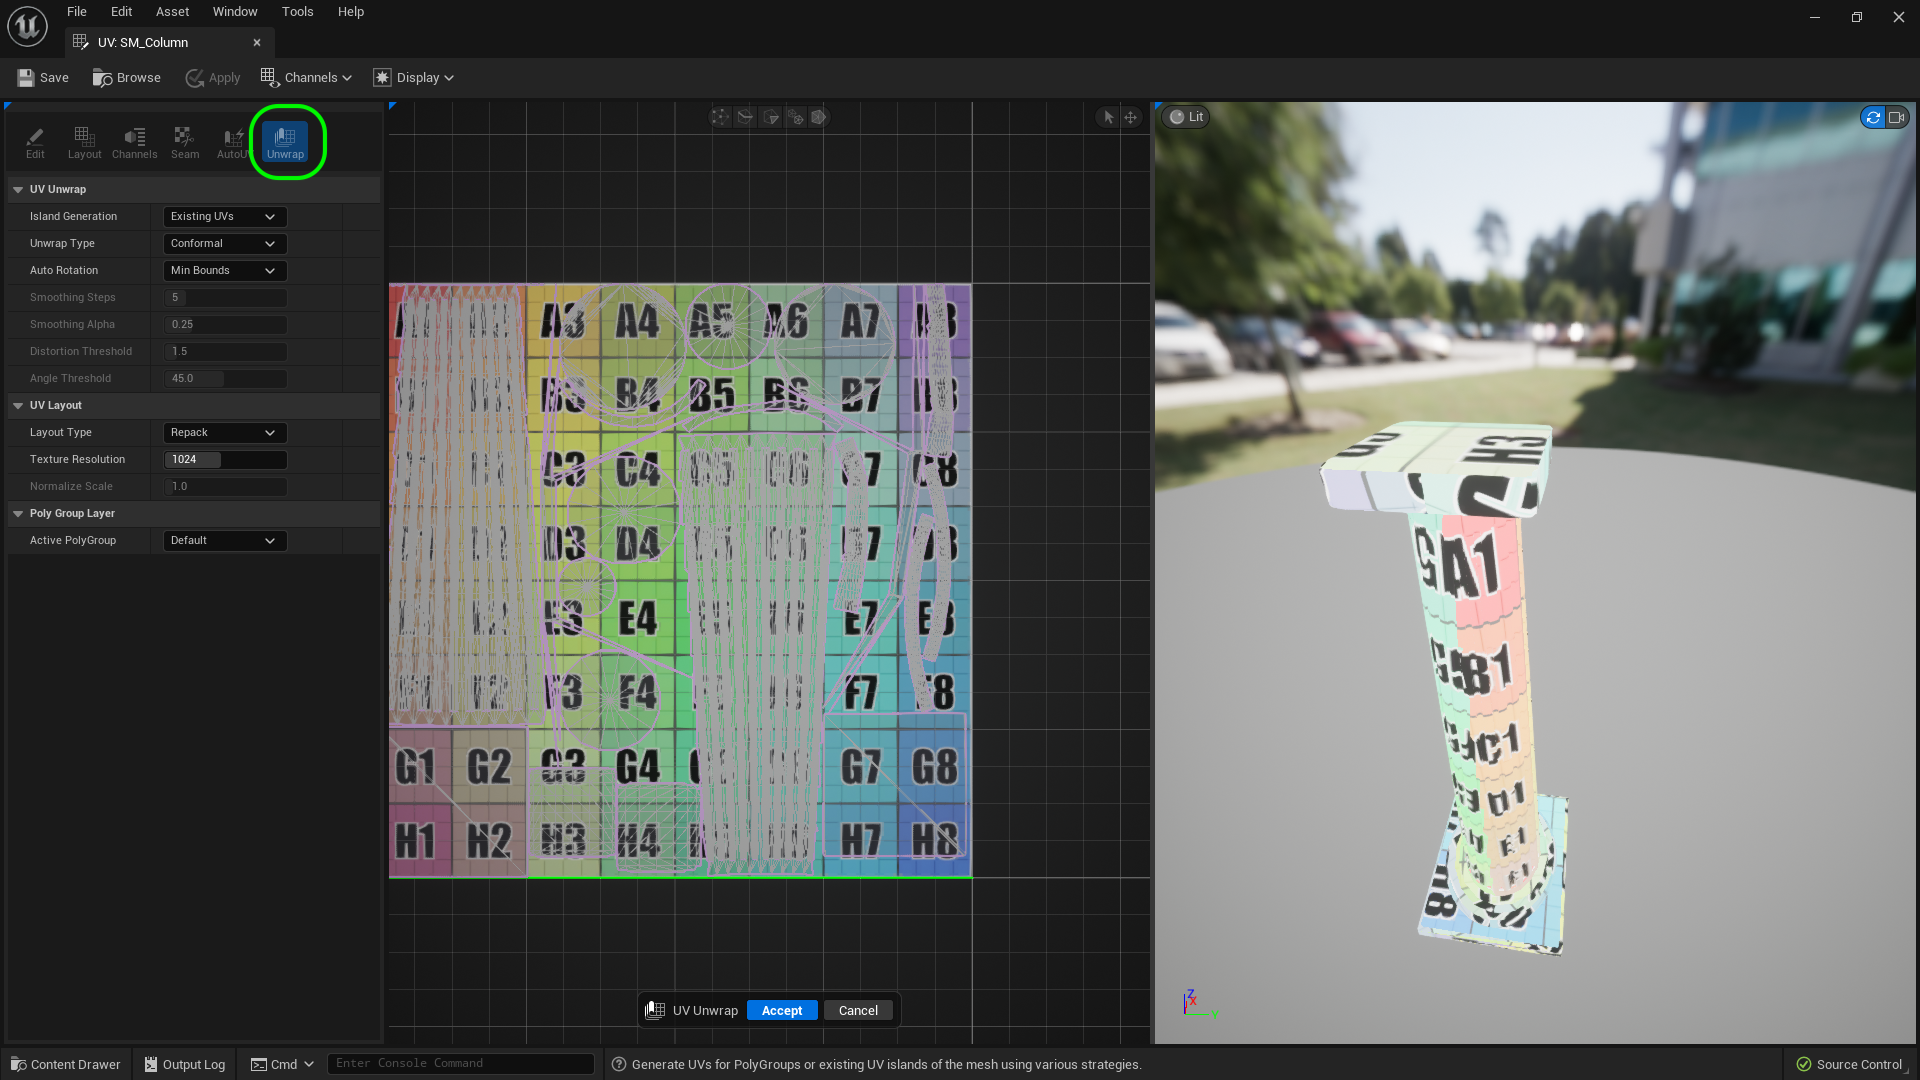 File Edit Asset Window Tools Help
UV: SM_Column
Save Browse Apply Channels Display
Edit Layout Channels Seam Unwrap
Lit
UV Unwrap
Island Generation Existing UVs
Unwrap Type Conformal
Auto Rotation Min Bounds
Smoothing Steps 5
Smoothing Alpha 0.25
Distortion Threshold 1.5
Angle Threshold 45.0
UV Layout
Layout Type Repack
Texture Resolution 1024
Normalize Scale 1.0
Poly Group Layer
Active PolyGroup Default
A3 A4 A5 A6 A7
B3 B4 B5 B6 B7
C3 C4
D3 D4
E3 E4 E7 E8
F4 F7 F8
G1 G2 G3 G4 G7 G8
H1 H2 H3 H4 H7 H8
H3
A1
B1
C1
D1
E1
Z
X
Y
UV Unwrap Accept Cancel
Content Drawer Output Log Cmd Enter Console Command Generate UVs for PolyGroups or existing UV islands of the mesh using various strategies. Source Control